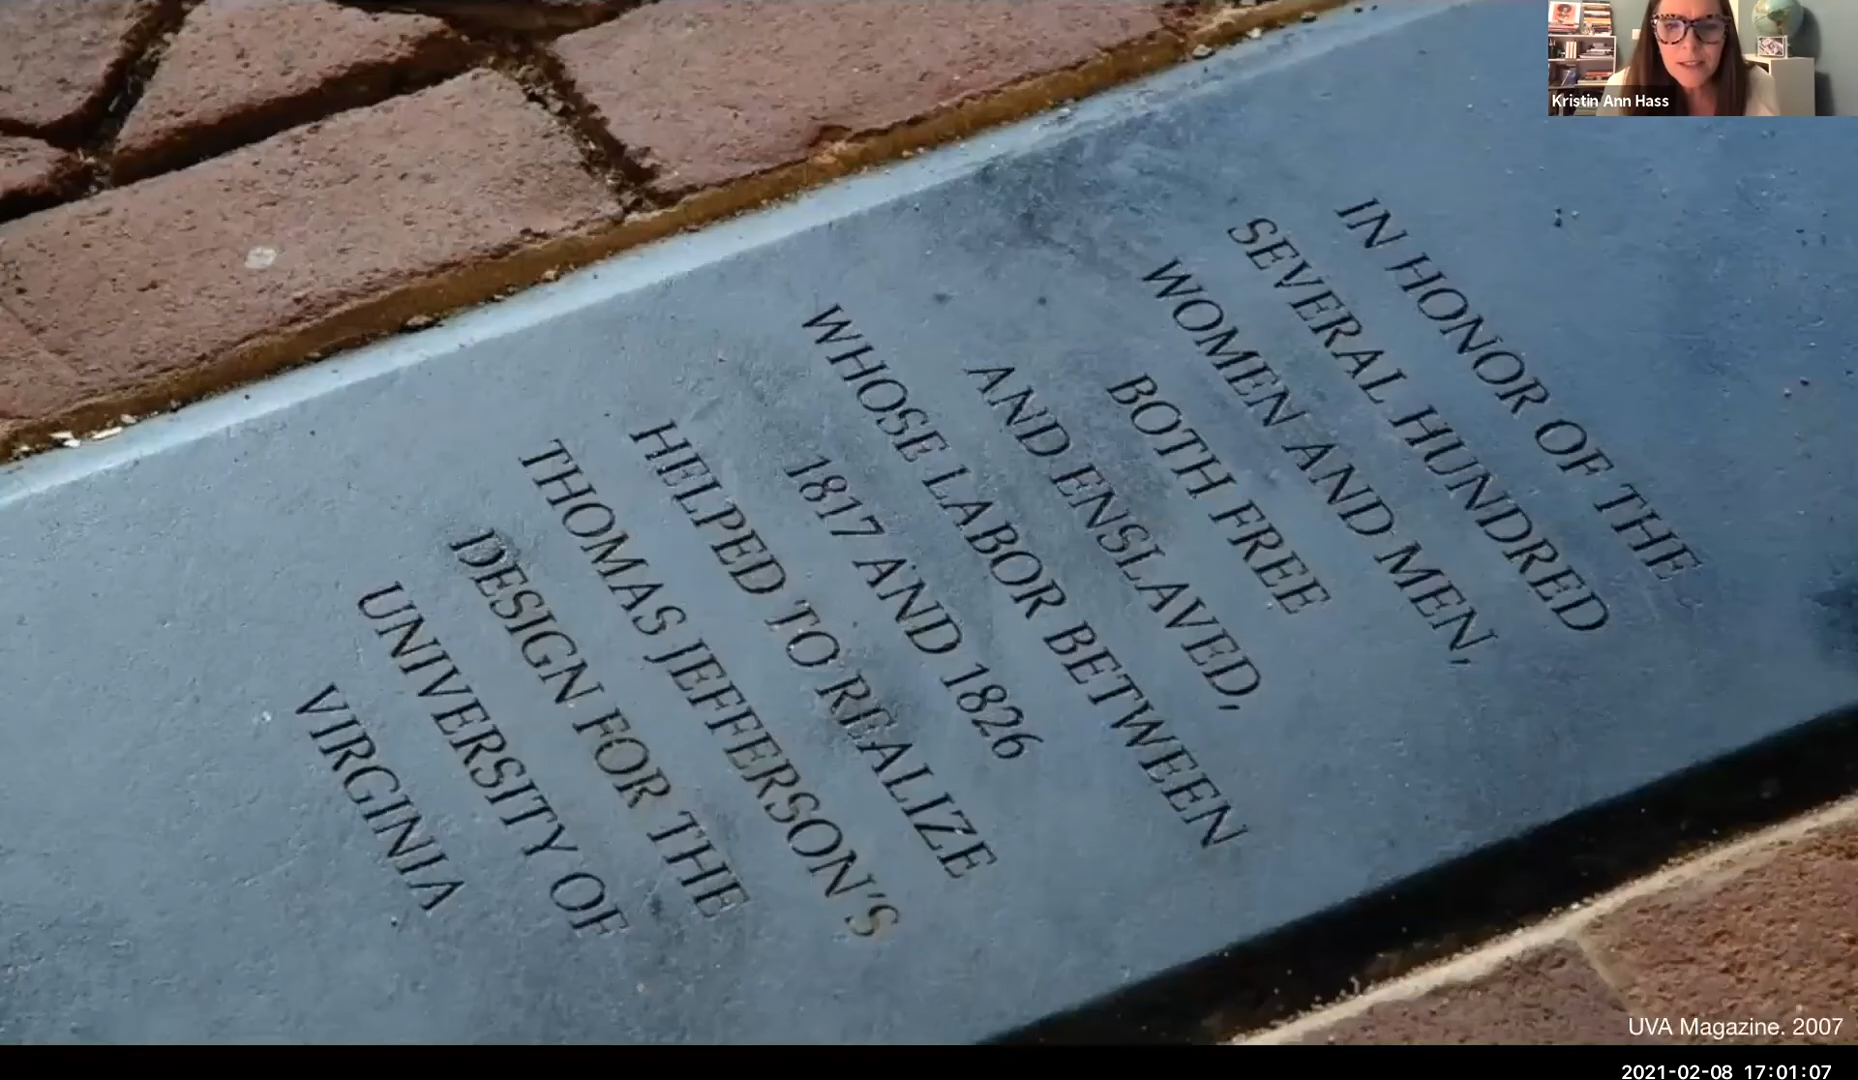 Kristin Ann Hass
IN HONOR OF THE
SEVERAL HUNDRED
WOMEN AND MEN,
BOTH FREE
AND ENSLAVED,
WHOSE LABOR BETWEEN
1817 AND 1826
HELPED TO REALIZE
THOMAS JEFFERSON'S
DESIGN FOR THE
UNIVERSITY OF
VIRGINIA
UVA Magazine. 2007
2021-02-08 17:01:07